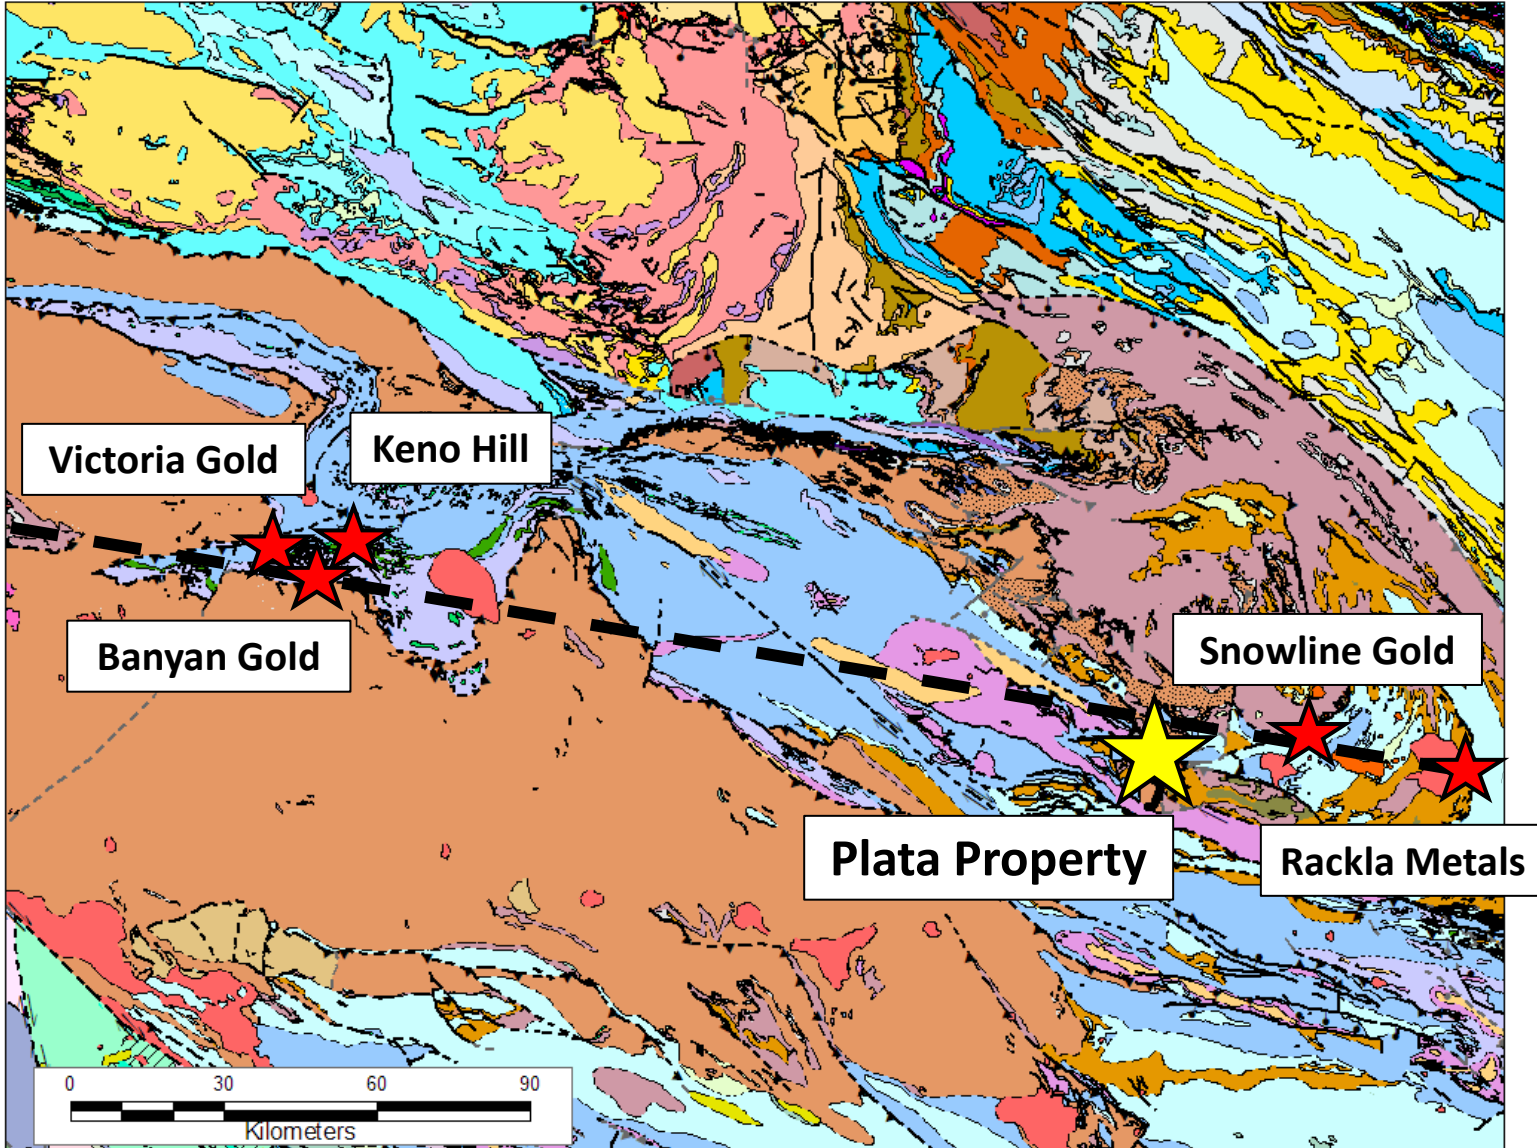 Victoria Gold
Keno Hill
Banyan Gold
Snowline Gold
Plata Property
Rackla Metals
0 30 60 90
Kilometers